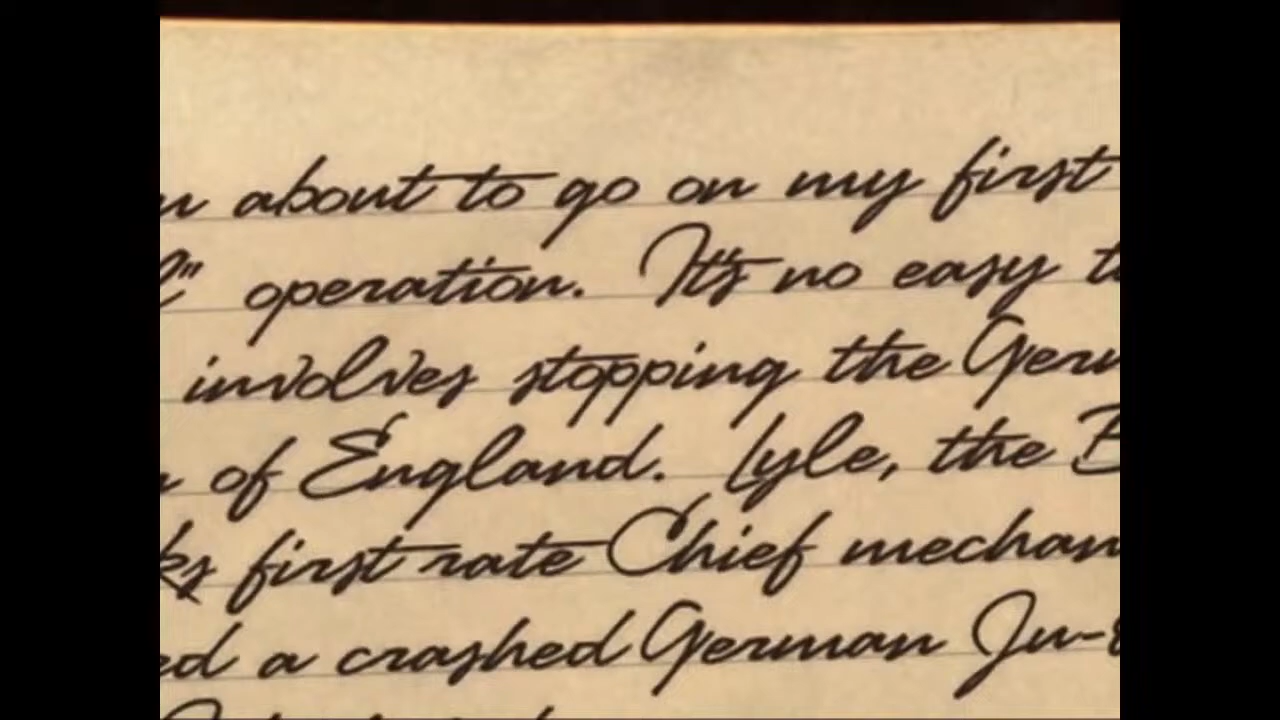 about to go on my first
operation. It's no easy
involves stopping the
of England. Lyle, the
first rate Chief
a crashed German